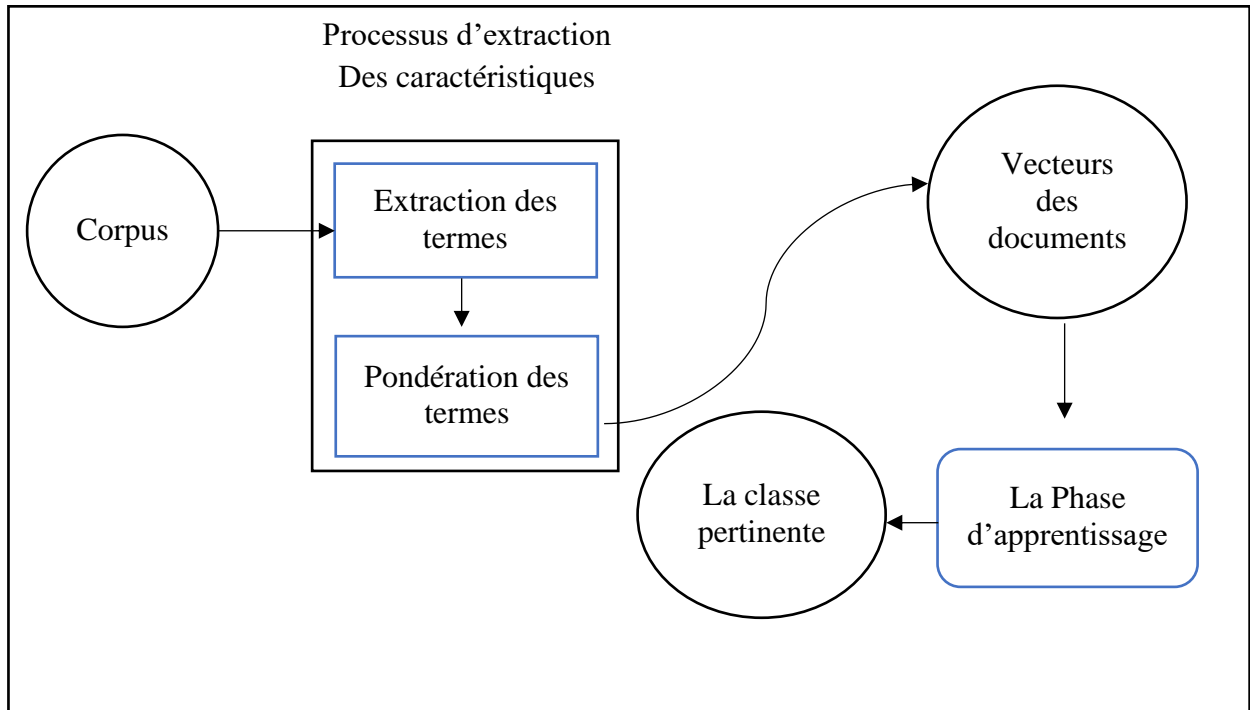 Processus d’extraction
Des caractéristiques
Corpus
Extraction des
termes
Pondération des
termes
Vecteurs
des
documents
La Phase
d’apprentissage
La classe
pertinente